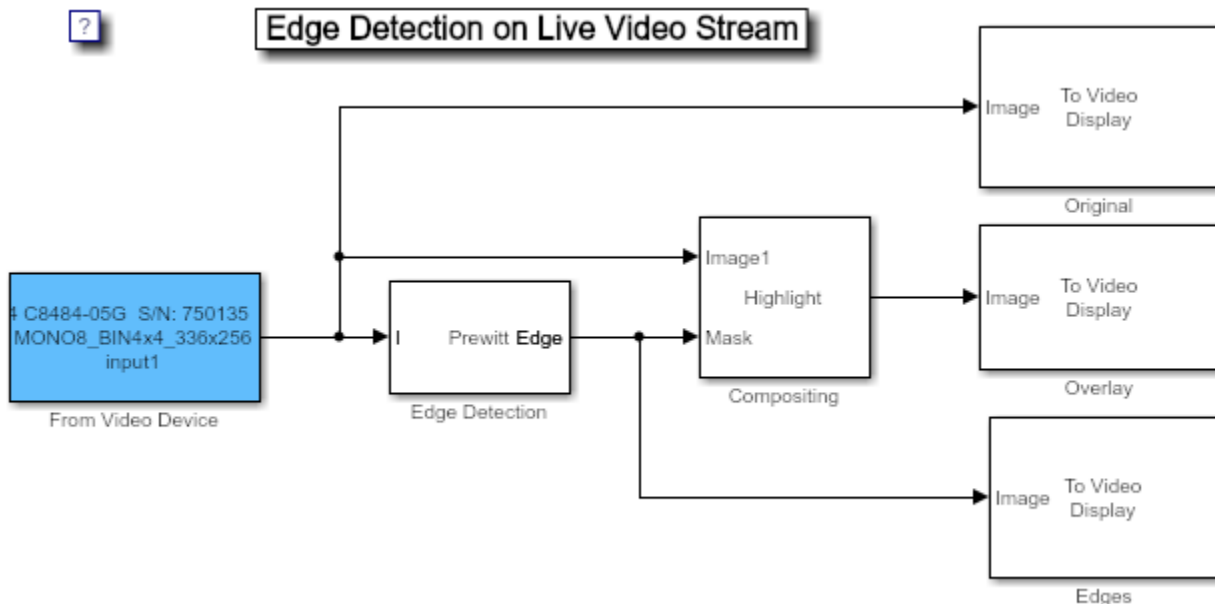 ?
Edge Detection on Live Video Stream
Image
To Video
Display
Original
4 C8484-05G S/N: 750135
MONO8_BIN4x4_336x256
input1
From Video Device
I
Prewitt
Edge
Edge Detection
Image1
Highlight
Mask
Compositing
Image
To Video
Display
Overlay
Image
To Video
Display
Edges